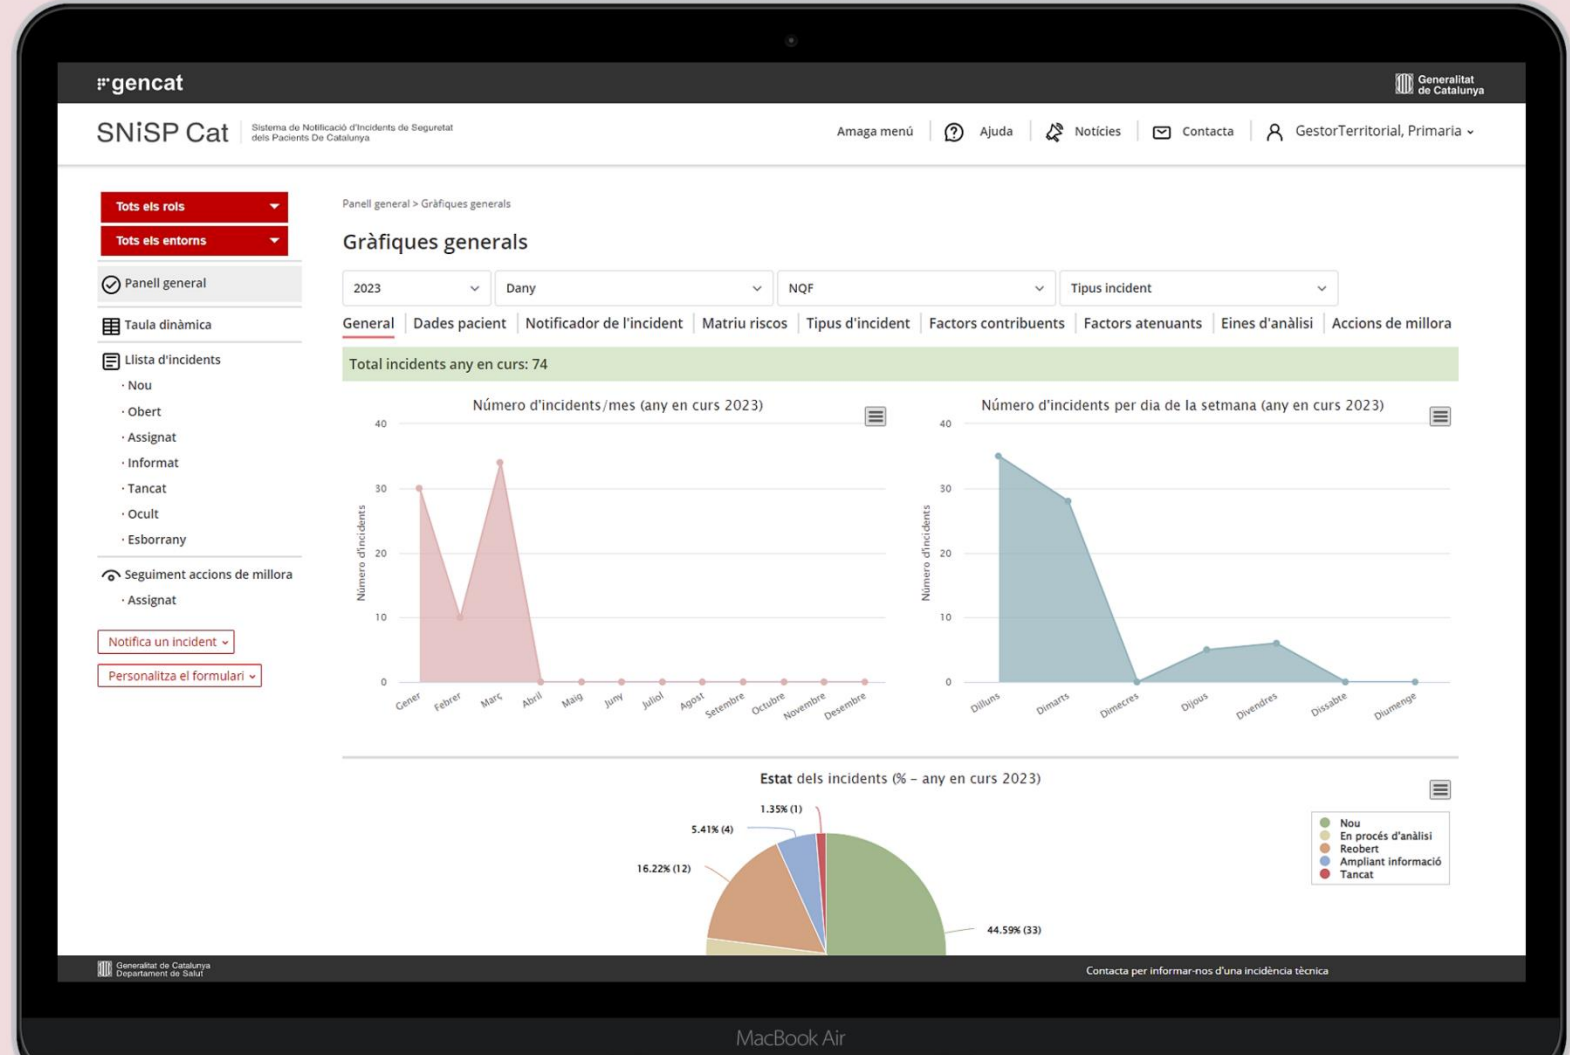 gencat
Generalitat
de Catalunya
SNiSP Cat
Sistema de Notificació d'Incidents de Seguretat
dels Pacients De Catalunya
Amaga menú
Ajuda
Notícies
Contacta
GestorTerritorial, Primaria
Tots els rols
Tots els entorns
Panell general
Taula dinàmica
Llista d'incidents
· Nou
· Obert
· Assignat
· Informat
· Tancat
· Ocult
· Esborrany
Seguiment accions de millora
· Assignat
Notifica un incident
Personalitza el formulari
Panell general > Gràfiques generals
Gràfiques generals
2023
Dany
NQF
Tipus incident
General
Dades pacient
Notificador de l'incident
Matriu riscos
Tipus d'incident
Factors contribuents
Factors atenuants
Eines d'anàlisi
Accions de millora
Total incidents any en curs: 74
Número d'incidents/mes (any en curs 2023)
40
30
20
10
0
Número d'incidents
Gener
Febrer
Març
Abril
Maig
Juny
Juliol
Agost
Setembre
Octubre
Novembre
Desembre
Número d'incidents per dia de la setmana (any en curs 2023)
40
30
20
10
0
Número d'incidents
Dilluns
Dimarts
Dimecres
Dijous
Divendres
Dissabte
Diumenge
Estat dels incidents (% – any en curs 2023)
1.35% (1)
5.41% (4)
16.22% (12)
44.59% (33)
Nou
En procés d'anàlisi
Reobert
Ampliant informació
Tancat
Generalitat de Catalunya
Departament de Salut
Contacta per informar-nos d'una incidència tècnica
MacBook Air